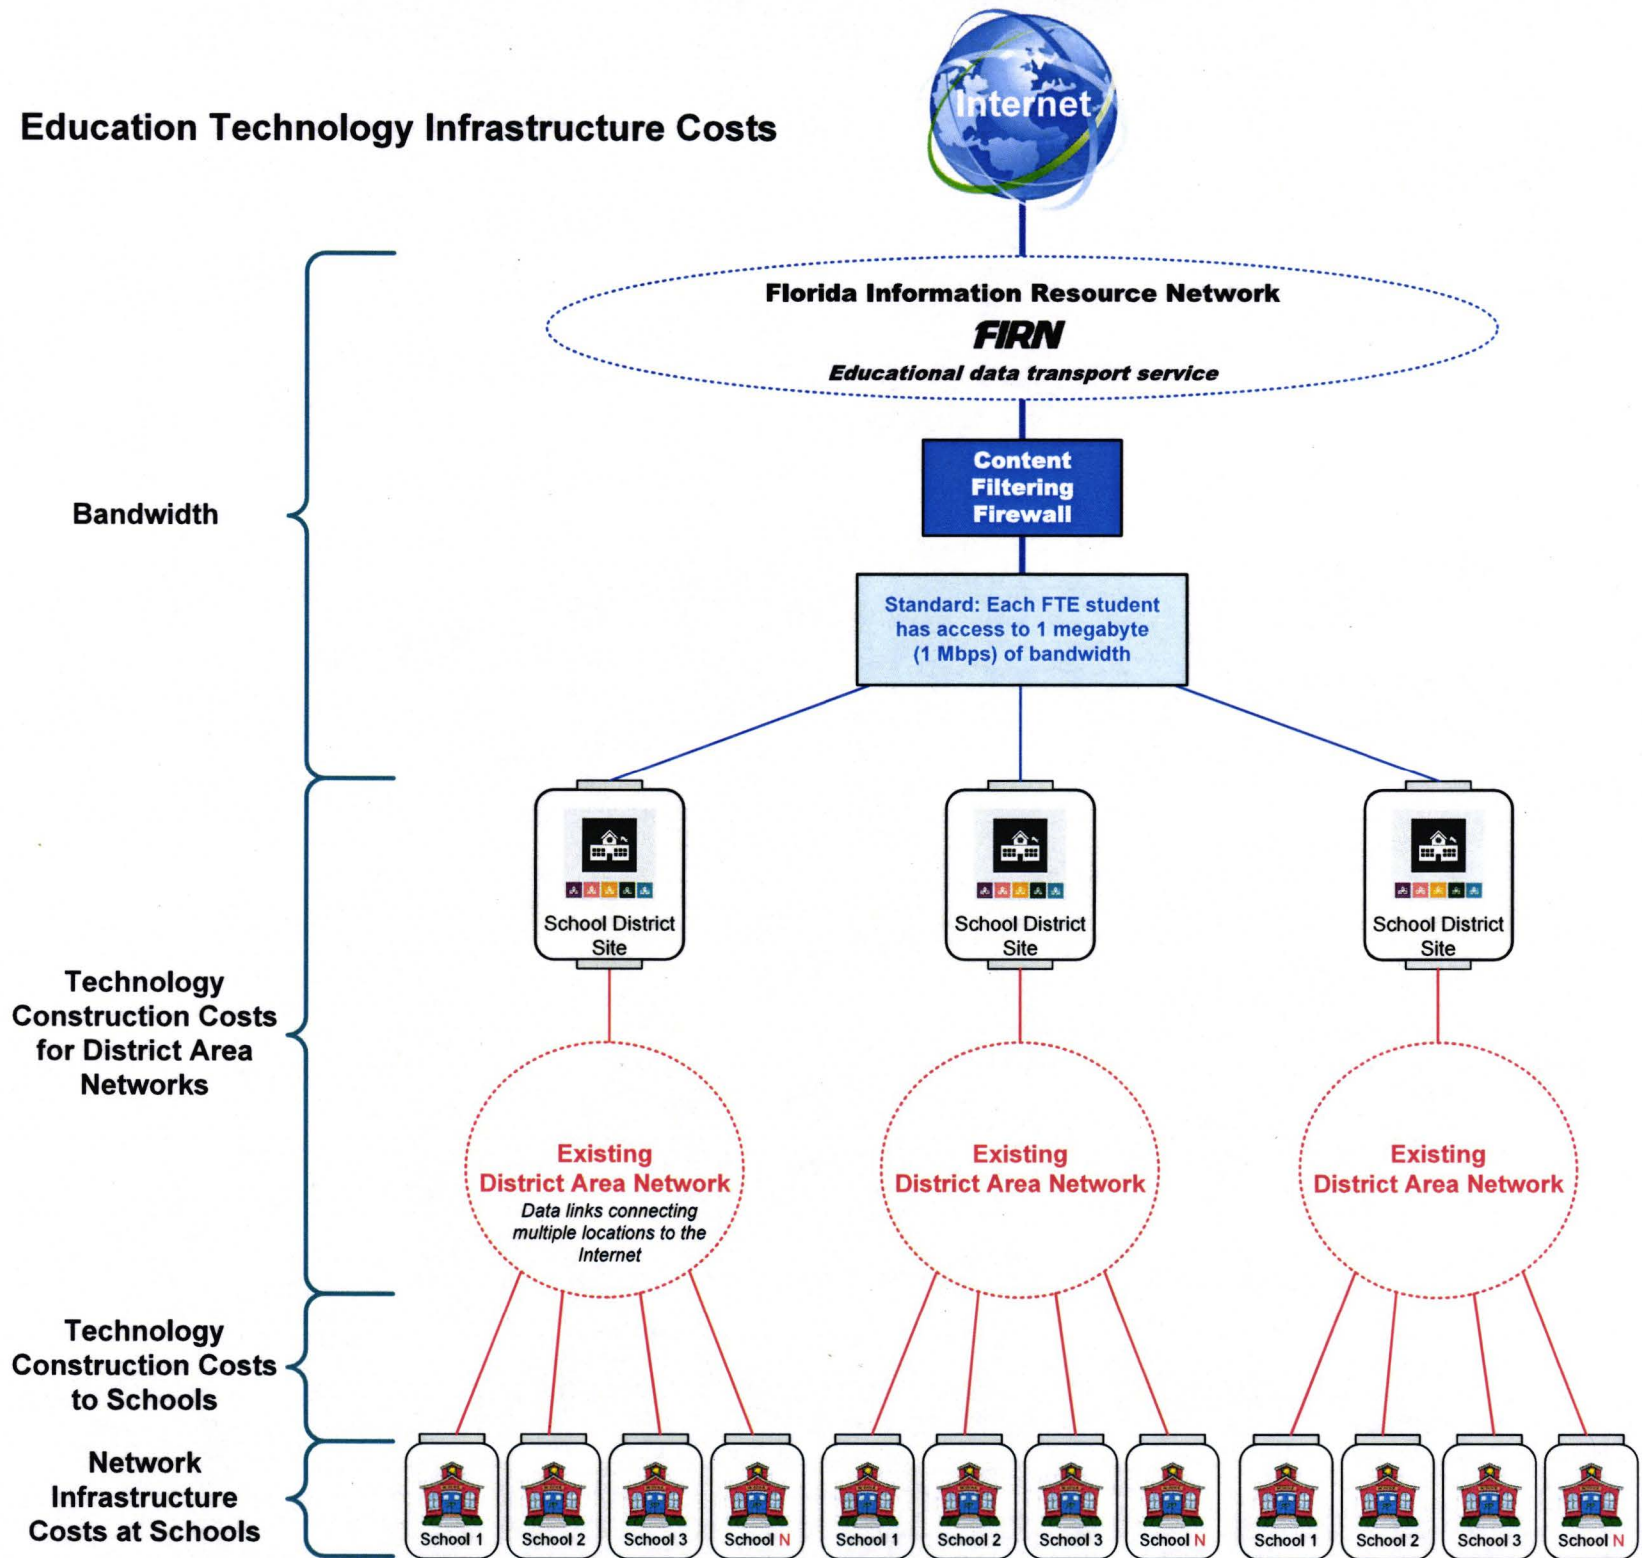 Internet
Education Technology Infrastructure Costs
Florida Information Resource Network
FIRN
Educational data transport service
Content
Filtering
Firewall
Bandwidth
Standard: Each FTE student
has access to 1 megabyte
(1 Mbps) of bandwidth
School District
Site
School District
Site
School District
Site
Technology
Construction Costs
for District Area
Networks
Existing
District Area Network
Data links connecting
multiple locations to the
Internet
Existing
District Area Network
Existing
District Area Network
Technology
Construction Costs
to Schools
Network
Infrastructure
Costs at Schools
School 1
School 2
School 3
School N
School 1
School 2
School 3
School N
School 1
School 2
School 3
School N